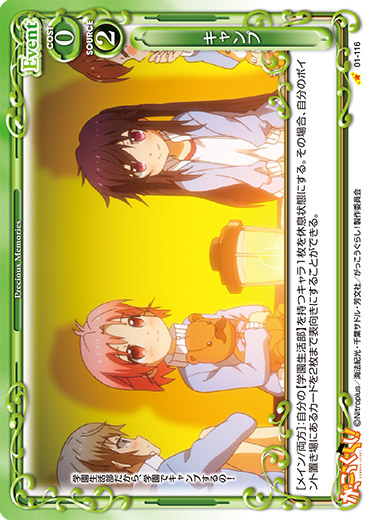 Event
COST
0
SOURCE
2
キャンプ
01-116
Precious Memories
学園生活部だから、学園でキャンプするの!
[メイン/両方]:自分の【学園生活部】を持つキャラ1枚を休息状態にする。その場合、自分のポイ
ント置き場にあるカードを2枚まで表向きにすることができる。
がっこうぐらし!
©Nitroplus/海法紀光・千葉サドル・芳文社/がっこうぐらし!製作委員会